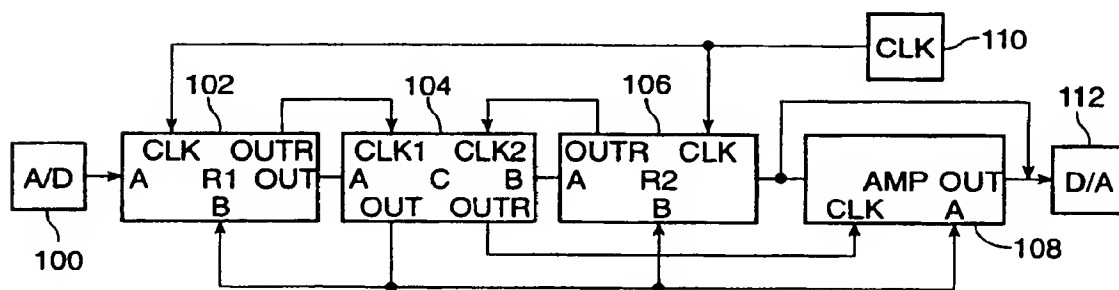 CLK
110
102
104
106
112
A/D
CLK OUTR
A R1 OUT
B
CLK1 CLK2
A C B
OUT OUTR
OUTR CLK
A R2
B
AMP OUT
CLK A
D/A
100
108